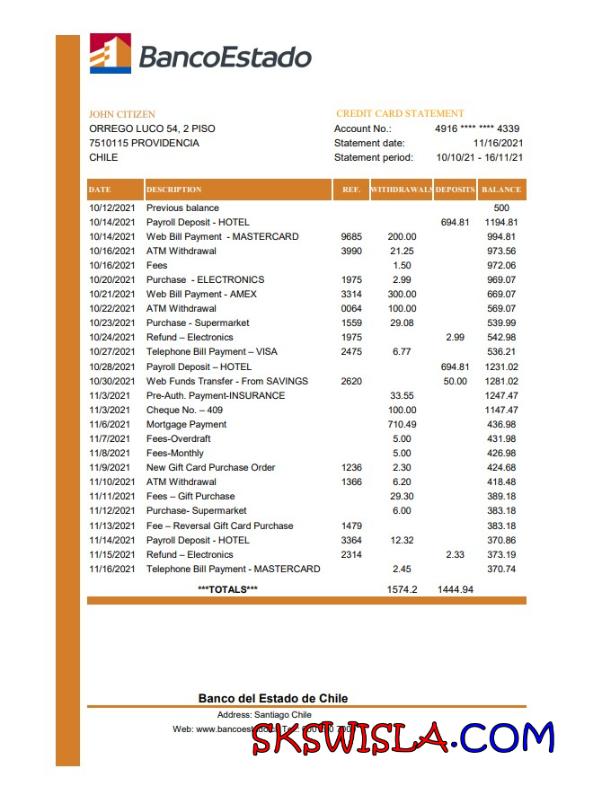 BancoEstado
JOHN CITIZEN
ORREGO LUCO 54, 2 PISO
7510115 PROVIDENCIA
CHILE
CREDIT CARD STATEMENT
Account No.: 4916 **** **** 4339
Statement date: 11/16/2021
Statement period: 10/10/21 - 16/11/21
DATE DESCRIPTION REF. WITHDRAWALS DEPOSITS BALANCE
10/12/2021 Previous balance 500
10/14/2021 Payroll Deposit - HOTEL 694.81 1194.81
10/14/2021 Web Bill Payment - MASTERCARD 9685 200.00 994.81
10/16/2021 ATM Withdrawal 3990 21.25 973.56
10/16/2021 Fees 1.50 972.06
10/20/2021 Purchase - ELECTRONICS 1975 2.99 969.07
10/21/2021 Web Bill Payment - AMEX 3314 300.00 669.07
10/22/2021 ATM Withdrawal 0064 100.00 569.07
10/23/2021 Purchase - Supermarket 1559 29.08 539.99
10/24/2021 Refund – Electronics 1975 2.99 542.98
10/27/2021 Telephone Bill Payment – VISA 2475 6.77 536.21
10/28/2021 Payroll Deposit – HOTEL 694.81 1231.02
10/30/2021 Web Funds Transfer - From SAVINGS 2620 50.00 1281.02
11/3/2021 Pre-Auth. Payment-INSURANCE 33.55 1247.47
11/3/2021 Cheque No. – 409 100.00 1147.47
11/6/2021 Mortgage Payment 710.49 436.98
11/7/2021 Fees-Overdraft 5.00 431.98
11/8/2021 Fees-Monthly 5.00 426.98
11/9/2021 New Gift Card Purchase Order 1236 2.30 424.68
11/10/2021 ATM Withdrawal 1366 6.20 418.48
11/11/2021 Fees – Gift Purchase 29.30 389.18
11/12/2021 Purchase- Supermarket 6.00 383.18
11/13/2021 Fee – Reversal Gift Card Purchase 1479 383.18
11/14/2021 Payroll Deposit - HOTEL 3364 12.32 370.86
11/15/2021 Refund – Electronics 2314 2.33 373.19
11/16/2021 Telephone Bill Payment - MASTERCARD 2.45 370.74
***TOTALS*** 1574.2 1444.94
Banco del Estado de Chile
Address: Santiago Chile
Web: www.bancoestado
SKSWISLA.COM